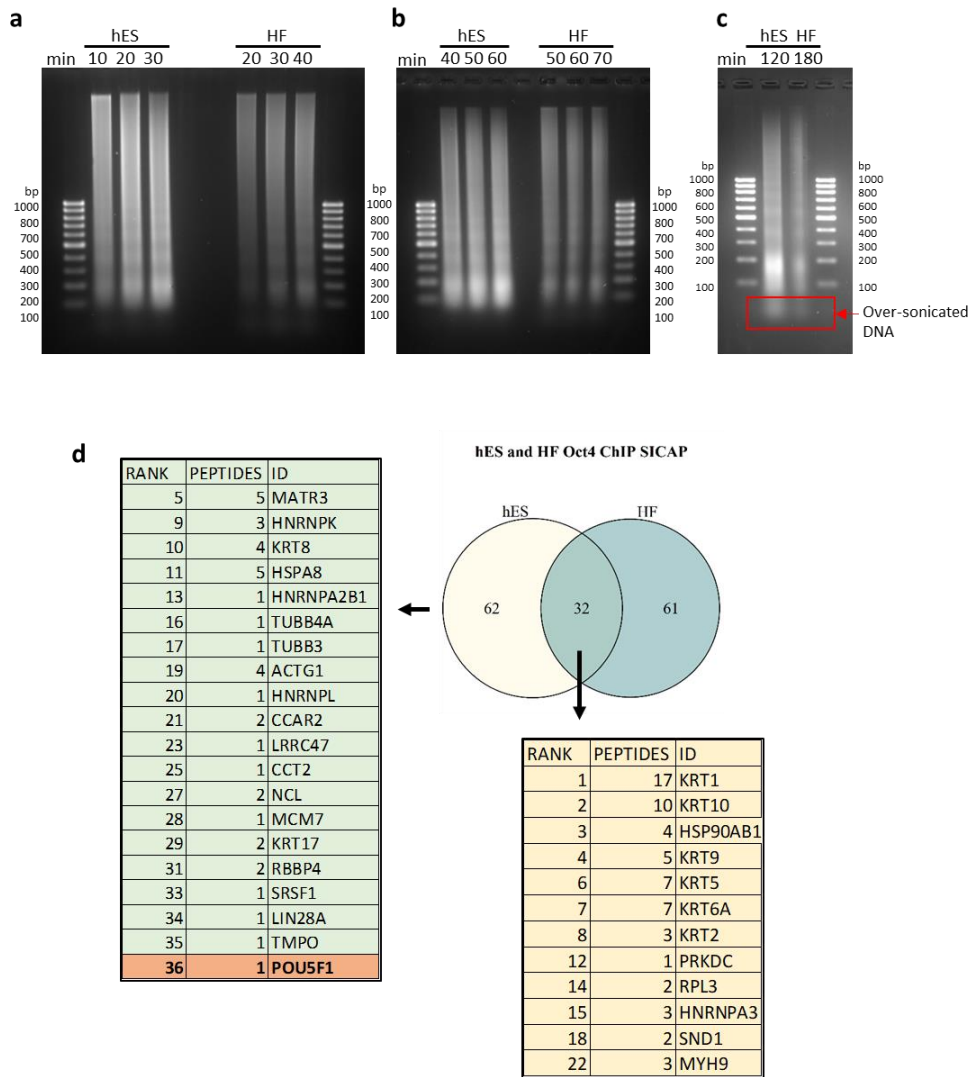 a
hES HF
min 10 20 30 20 30 40
bp
1000
800
700
500
400
300
200
100
bp
1000
800
700
500
400
300
200
100
b
hES HF
min 40 50 60 50 60 70
bp
1000
800
700
500
400
300
200
100
bp
1000
800
700
500
400
300
200
100
c
hES HF
min 120 180
bp
1000
800
600
500
400
300
200
100
bp
1000
800
600
500
400
300
200
100
Over-sonicated
DNA
d
RANK PEPTIDES ID
5 5 MATR3
9 3 HNRNPK
10 4 KRT8
11 5 HSPA8
13 1 HNRNPA2B1
16 1 TUBB4A
17 1 TUBB3
19 4 ACTG1
20 1 HNRNPL
21 2 CCAR2
23 1 LRRC47
25 1 CCT2
27 2 NCL
28 1 MCM7
29 2 KRT17
31 2 RBBP4
33 1 SRSF1
34 1 LIN28A
35 1 TMPO
36 1 POU5F1
hES and HF Oct4 ChIP SICAP
hES HF
62 32 61
RANK PEPTIDES ID
1 17 KRT1
2 10 KRT10
3 4 HSP90AB1
4 5 KRT9
6 7 KRT5
7 7 KRT6A
8 3 KRT2
12 1 PRKDC
14 2 RPL3
15 3 HNRNPA3
18 2 SND1
22 3 MYH9